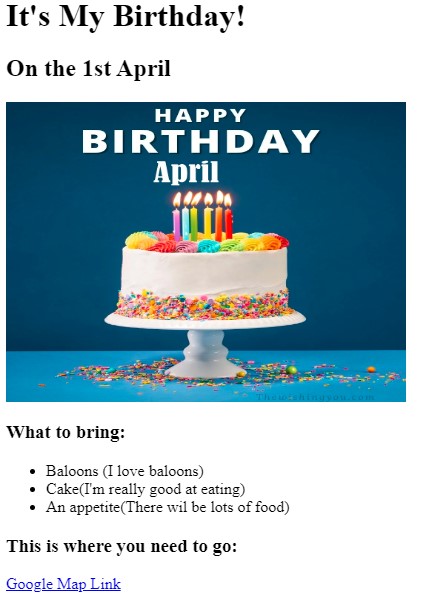 It's My Birthday!
On the 1st April
HAPPY
BIRTHDAY
April
Thewishingyou.com
What to bring:
Baloons (I love baloons)
Cake(I'm really good at eating)
An appetite(There wil be lots of food)
This is where you need to go:
Google Map Link